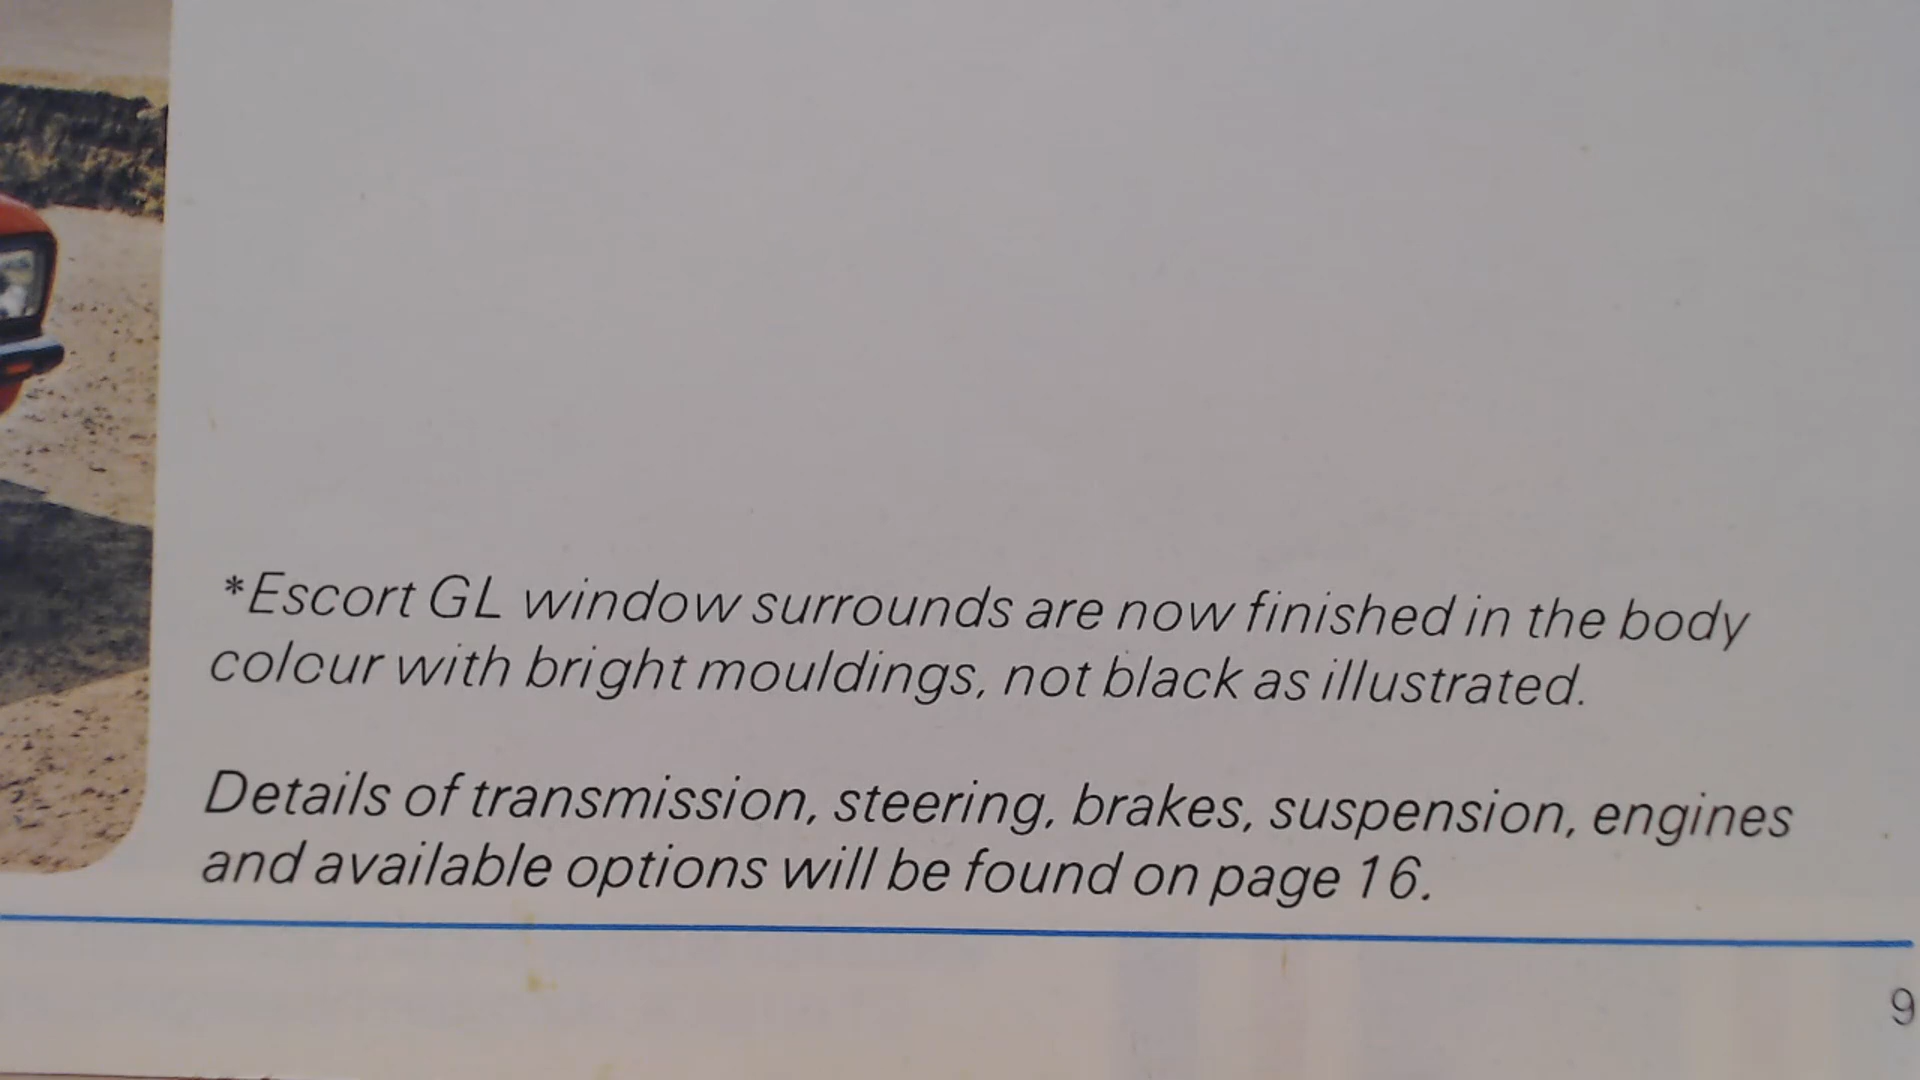 *Escort GL window surrounds are now finished in the body
colour with bright mouldings, not black as illustrated.
Details of transmission, steering, brakes, suspension, engines
and available options will be found on page 16.
9